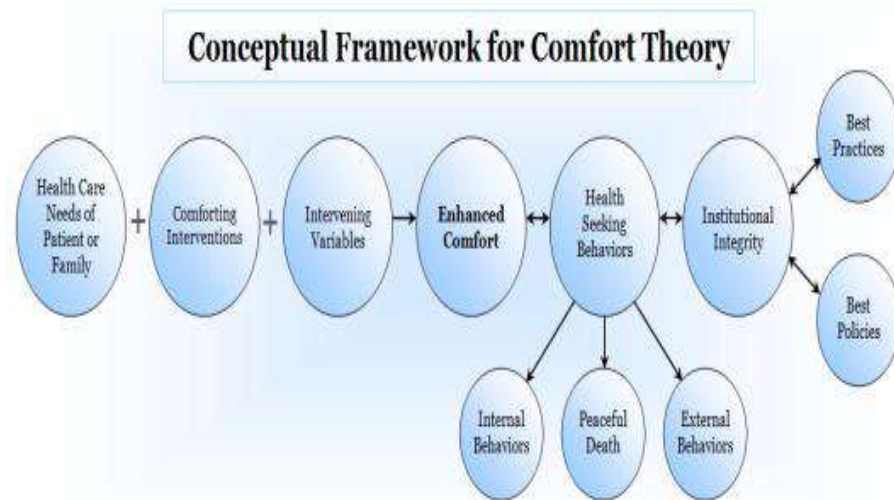 Conceptual Framework for Comfort Theory
Health Care
Needs of
Patient or
Family
+
Comforting
Interventions
+
Intervening
Variables
Enhanced
Comfort
Health
Seeking
Behaviors
Institutional
Integrity
Best
Practices
Best
Policies
Internal
Behaviors
Peaceful
Death
External
Behaviors